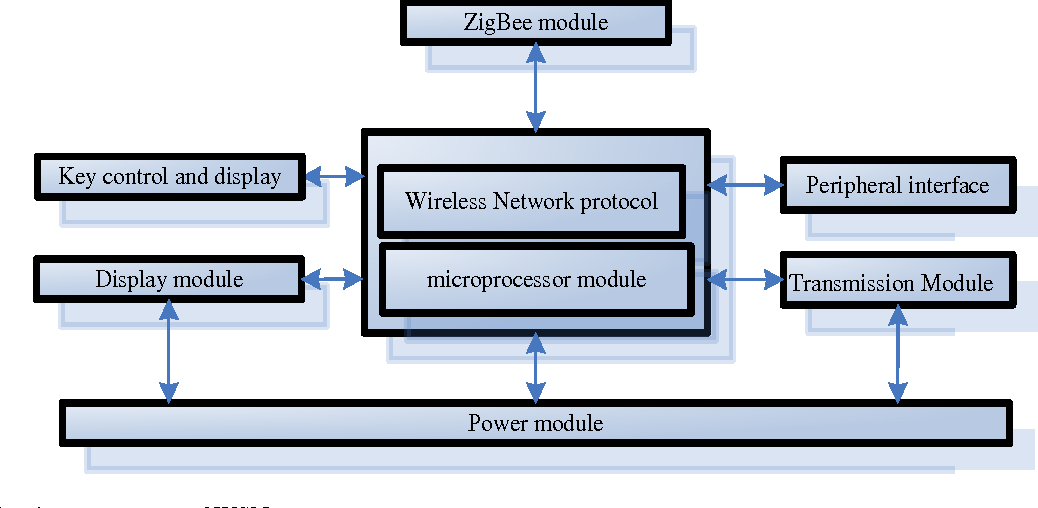 ZigBee module
Key control and display
Wireless Network protocol
Peripheral interface
Display module
microprocessor module
Transmission Module
Power module